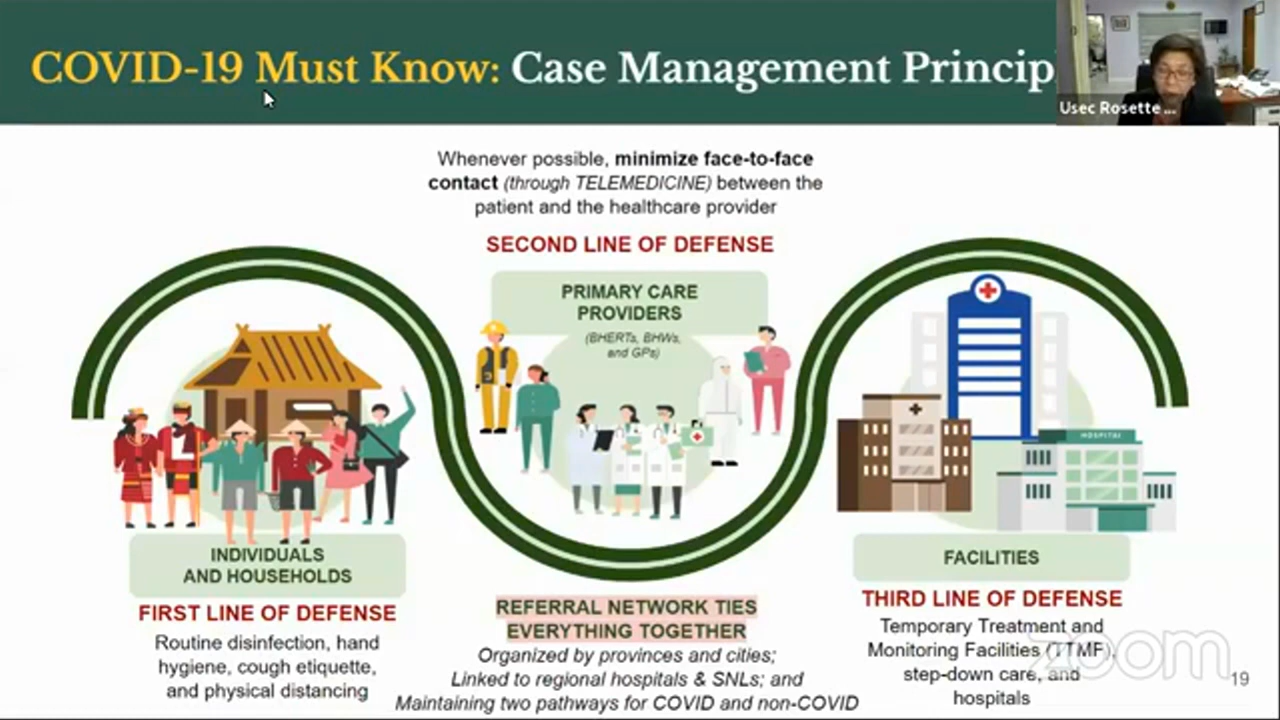 COVID-19 Must Know: Case Management Princip
Usec Rosette ...
Whenever possible, minimize face-to-face
contact (through TELEMEDICINE) between the
patient and the healthcare provider
SECOND LINE OF DEFENSE
PRIMARY CARE
PROVIDERS
(BHERTs, BHWs,
and GPs)
HOSPITAL
INDIVIDUALS
AND HOUSEHOLDS
FIRST LINE OF DEFENSE
Routine disinfection, hand
hygiene, cough etiquette,
and physical distancing
REFERRAL NETWORK TIES
EVERYTHING TOGETHER
Organized by provinces and cities;
Linked to regional hospitals & SNLs; and
Maintaining two pathways for COVID and non-COVID
FACILITIES
THIRD LINE OF DEFENSE
Temporary Treatment and
Monitoring Facilities (TTMF),
step-down care, and
hospitals
zoom
19